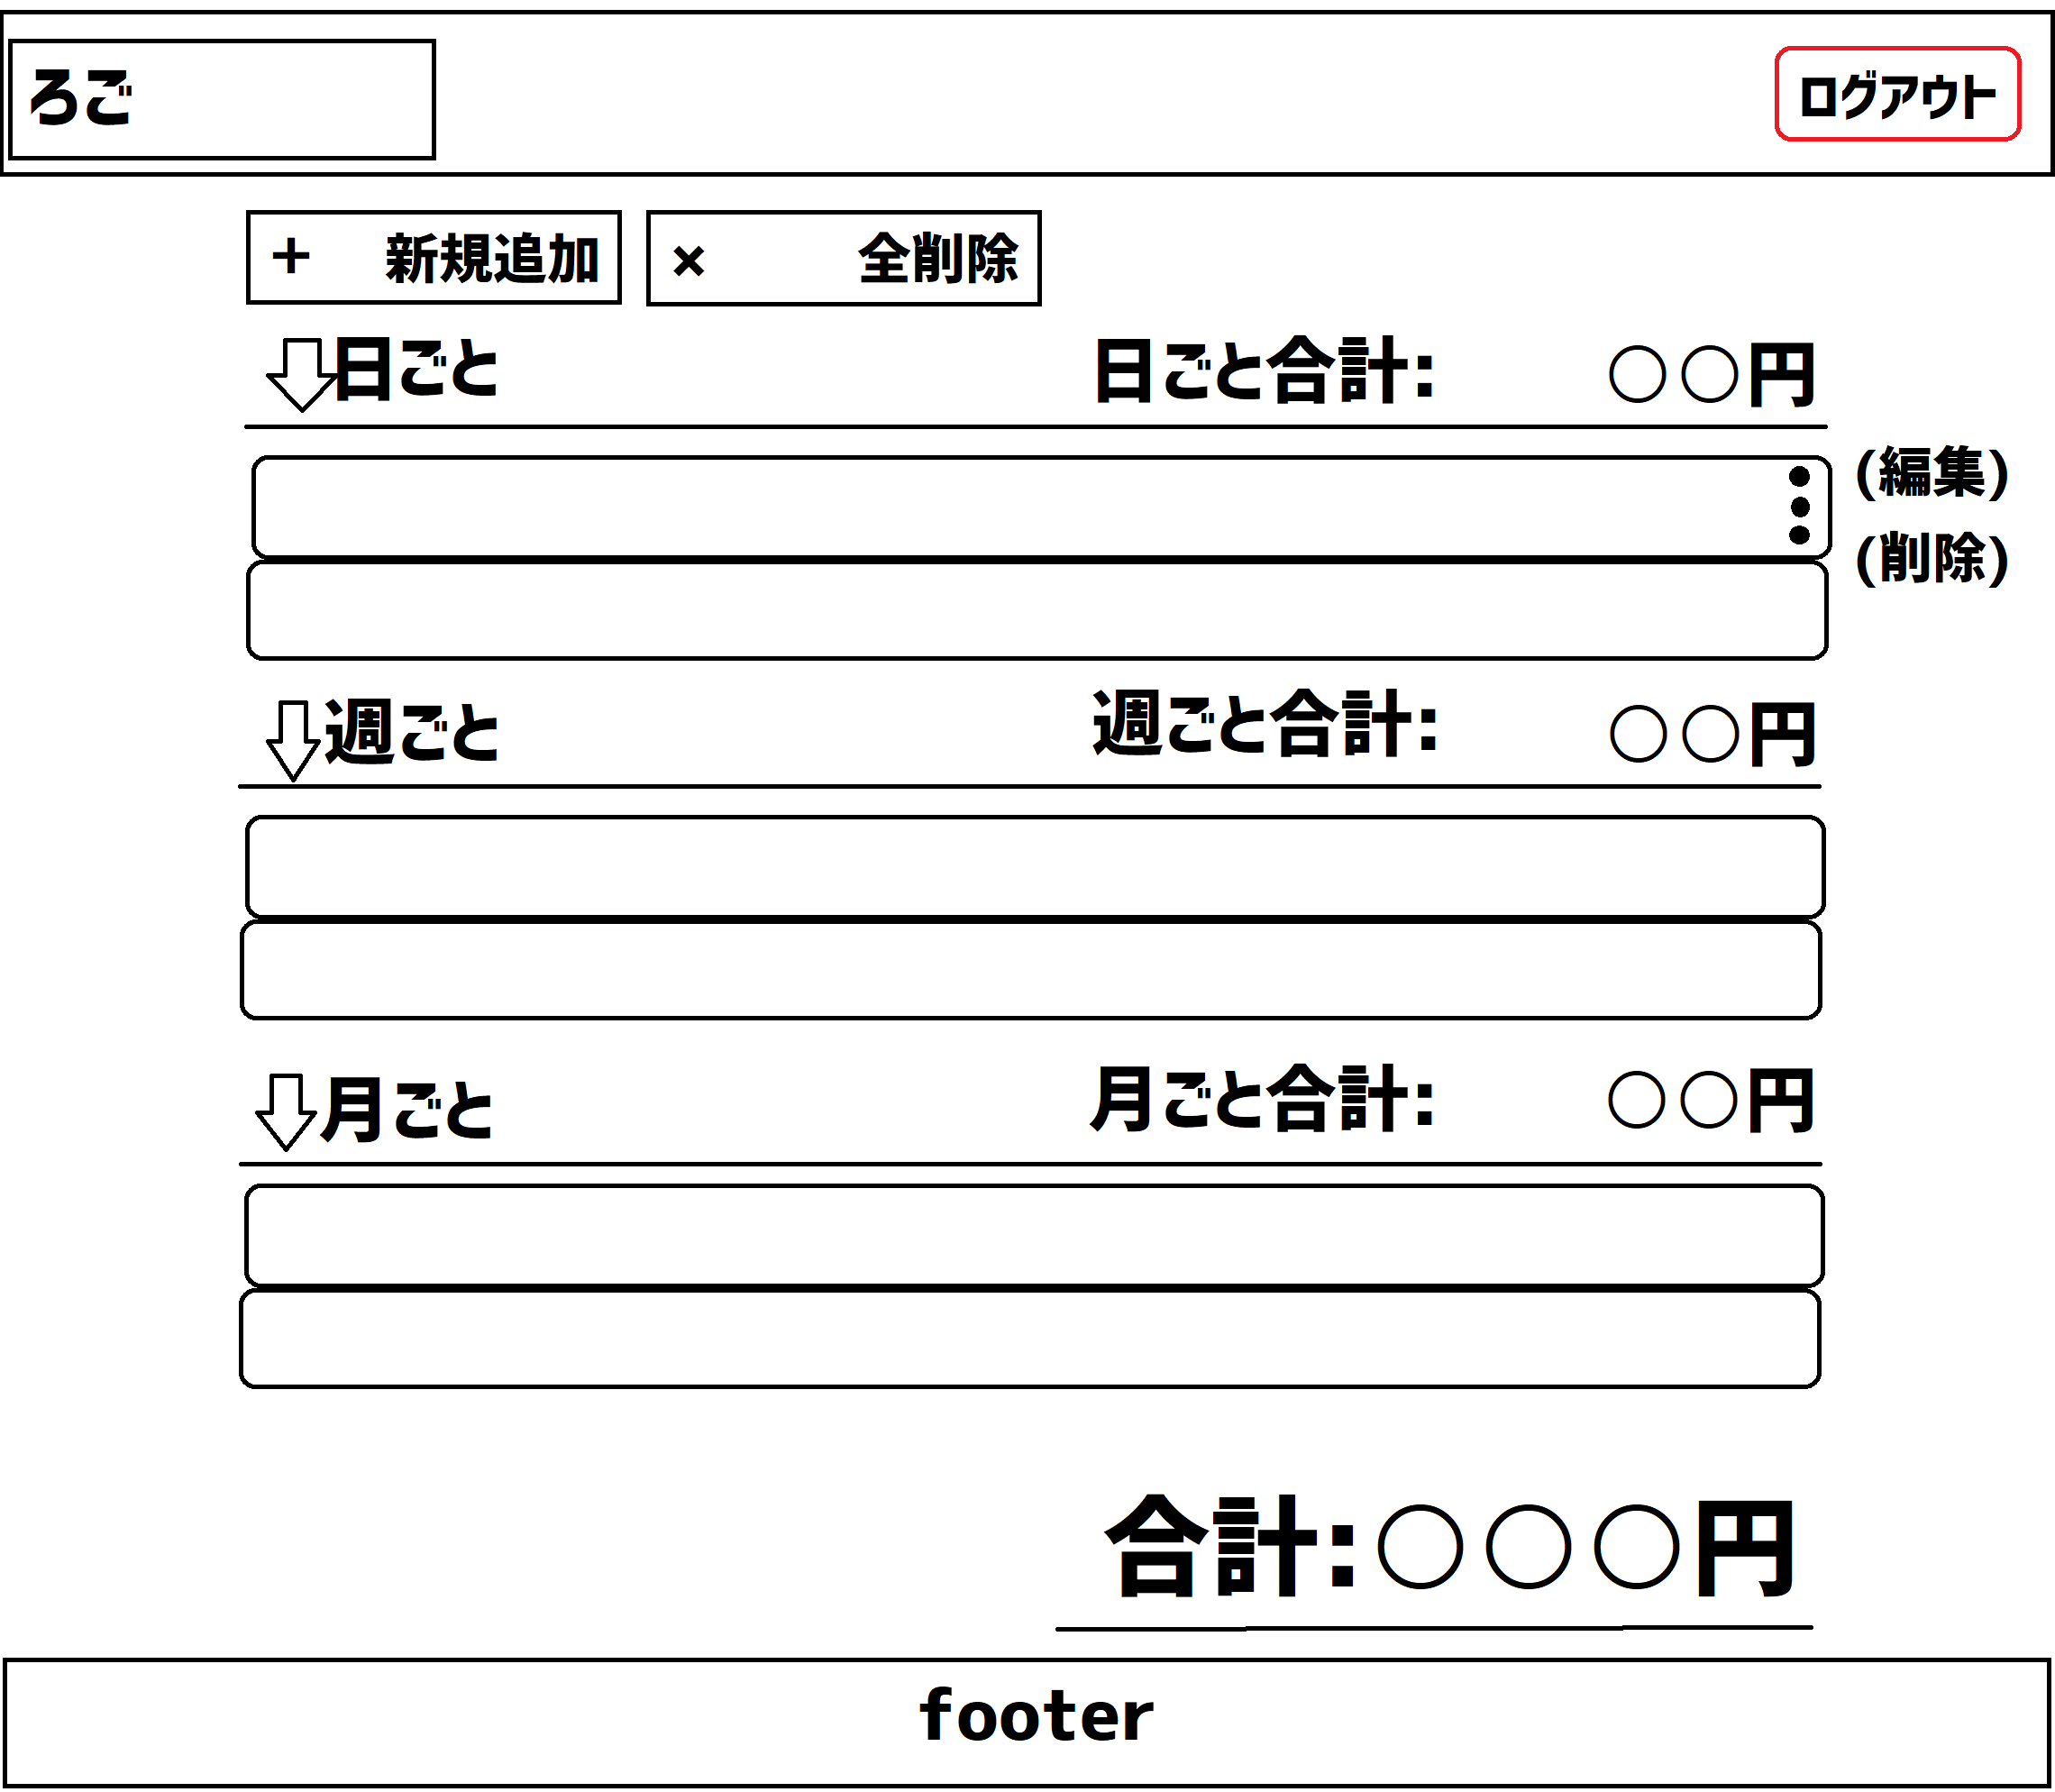 ろご ログアウト
+ 新規追加 × 全削除
日ごと 日ごと合計: ○○円
(編集)
(削除)
週ごと 週ごと合計: ○○円
月ごと 月ごと合計: ○○円
合計:○○○円
footer